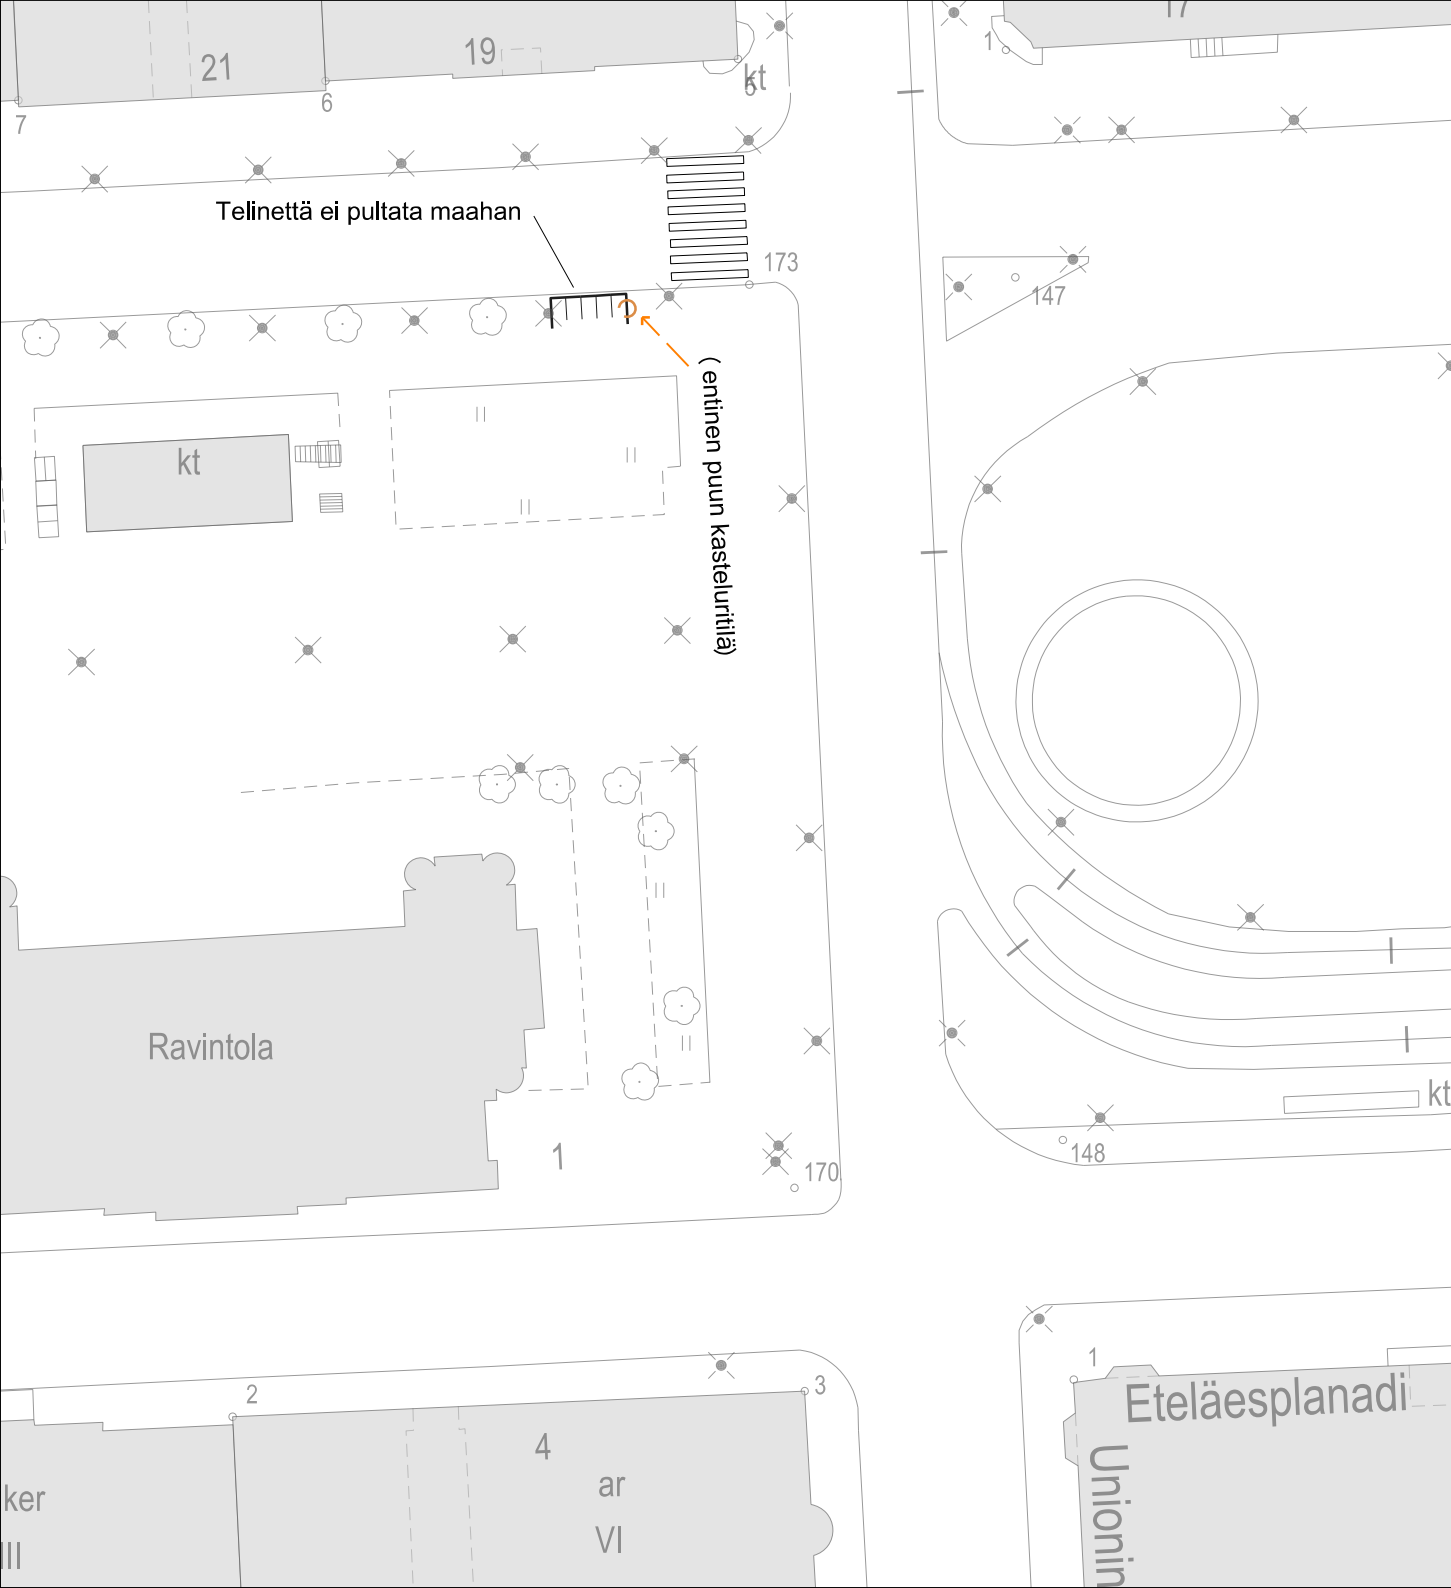 17
1
19
21
kt
5
6
7
Telinettä ei pultata maahan
173
147
( entinen puun kasteluritilä)
kt
Ravintola
kt
148
1
170
1
2
3
Eteläesplanadi
4
Unionin
ar
ker
VI
III